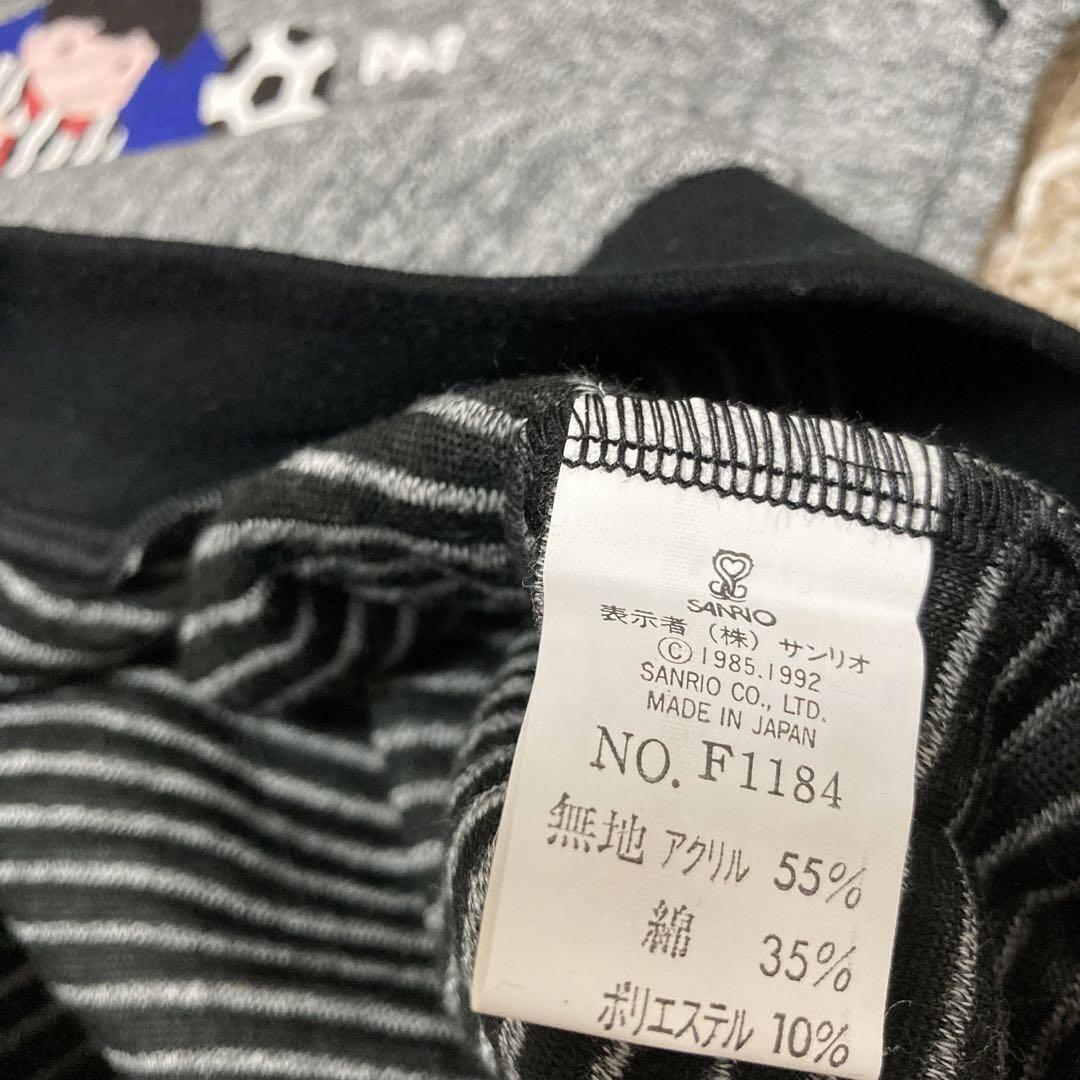 PAT
SANRIO
表示者 (株) サンリオ
© 1985.1992
SANRIO CO., LTD.
MADE IN JAPAN
NO. F1184
無地 アクリル 55%
綿 35%
ポリエステル 10%